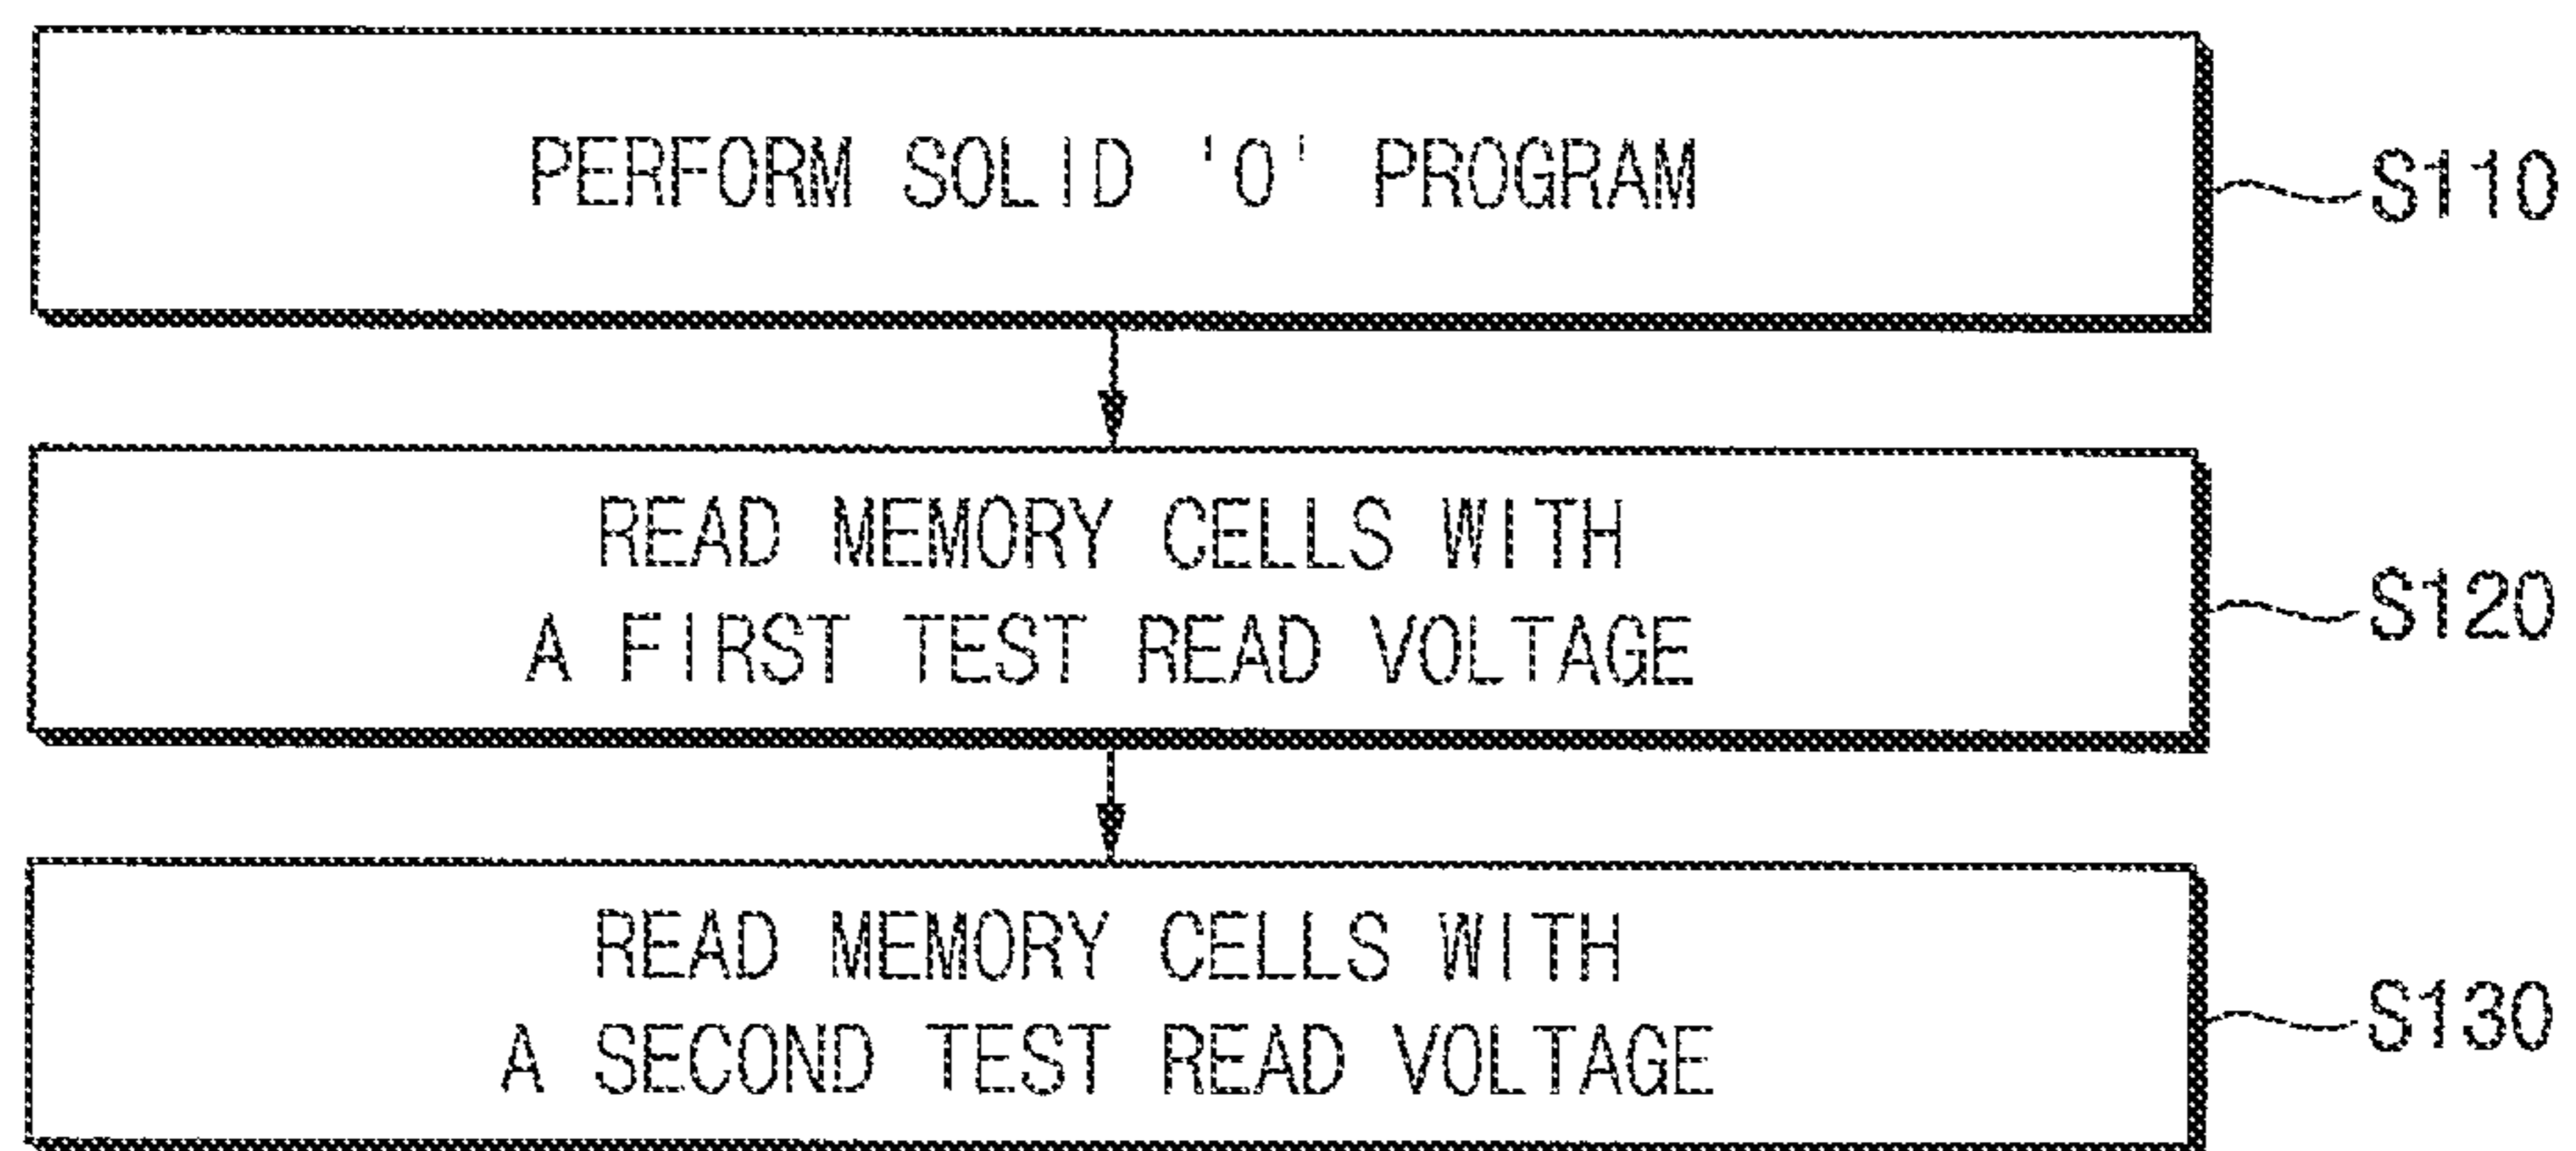 PERFORM SOLID '0' PROGRAM
S110
READ MEMORY CELLS WITH
A FIRST TEST READ VOLTAGE
S120
READ MEMORY CELLS WITH
A SECOND TEST READ VOLTAGE
S130